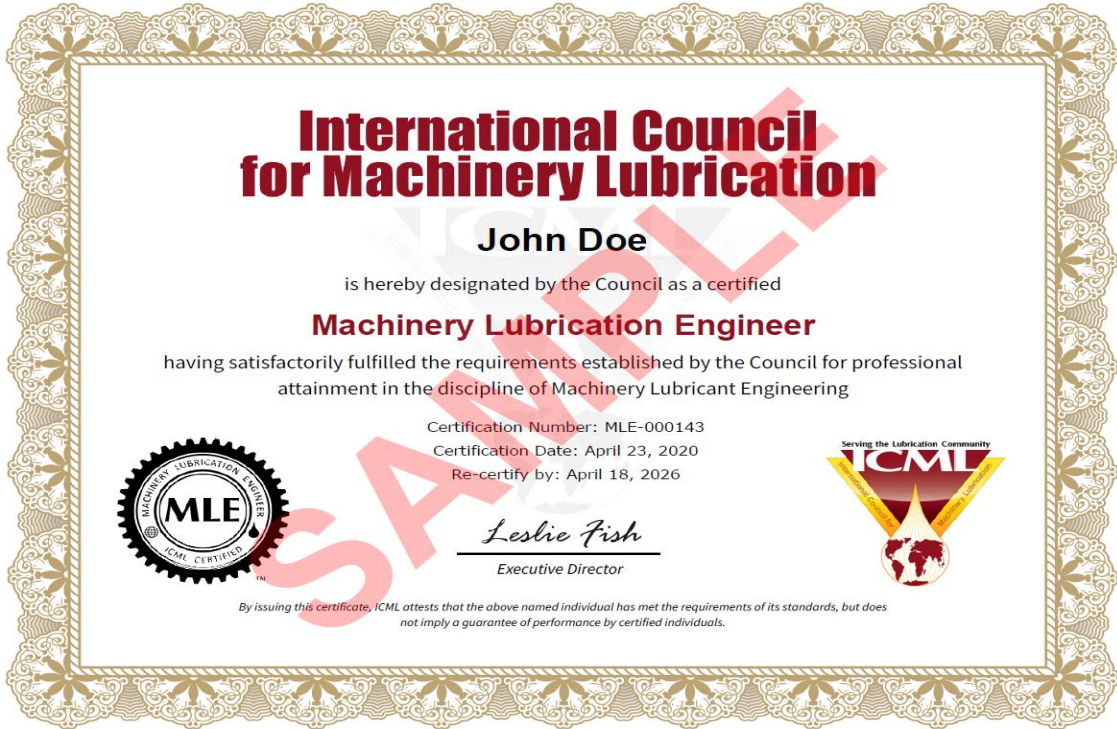 International Council
for Machinery Lubrication
John Doe
is hereby designated by the Council as a certified
Machinery Lubrication Engineer
having satisfactorily fulfilled the requirements established by the Council for professional
attainment in the discipline of Machinery Lubricant Engineering
Certification Number: MLE-000143
Certification Date: April 23, 2020
Re-certify by: April 18, 2026
SAMPLE
MACHINERY LUBRICATION ENGINEER
MLE
ICML CERTIFIED
TM
Leslie Fish
Executive Director
Serving the Lubrication Community
ICML
International Council for
Machinery Lubrication
By issuing this certificate, ICML attests that the above named individual has met the requirements of its standards, but does
not imply a guarantee of performance by certified individuals.